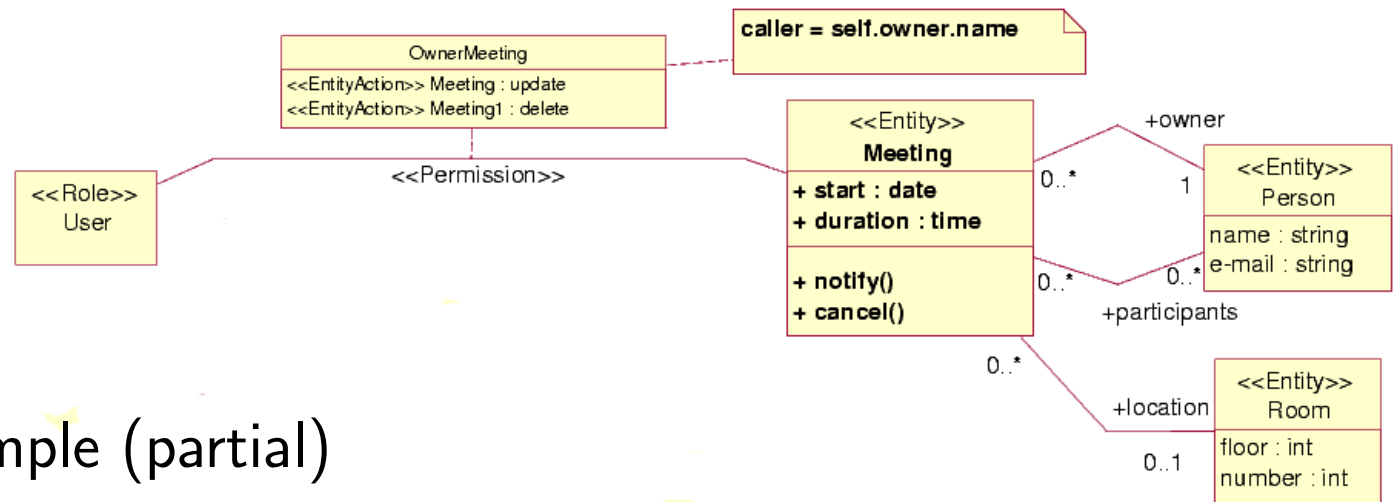 caller = self.owner.name
OwnerMeeting
<<EntityAction>> Meeting : update
<<EntityAction>> Meeting1 : delete
<<Permission>>
<<Role>>
User
<<Entity>>
Meeting
+ start : date
+ duration : time
+ notify()
+ cancel()
+owner
0..*
1
<<Entity>>
Person
name : string
e-mail : string
0..*
0..*
+participants
0..*
+location
0..1
<<Entity>>
Room
floor : int
number : int
(partial)